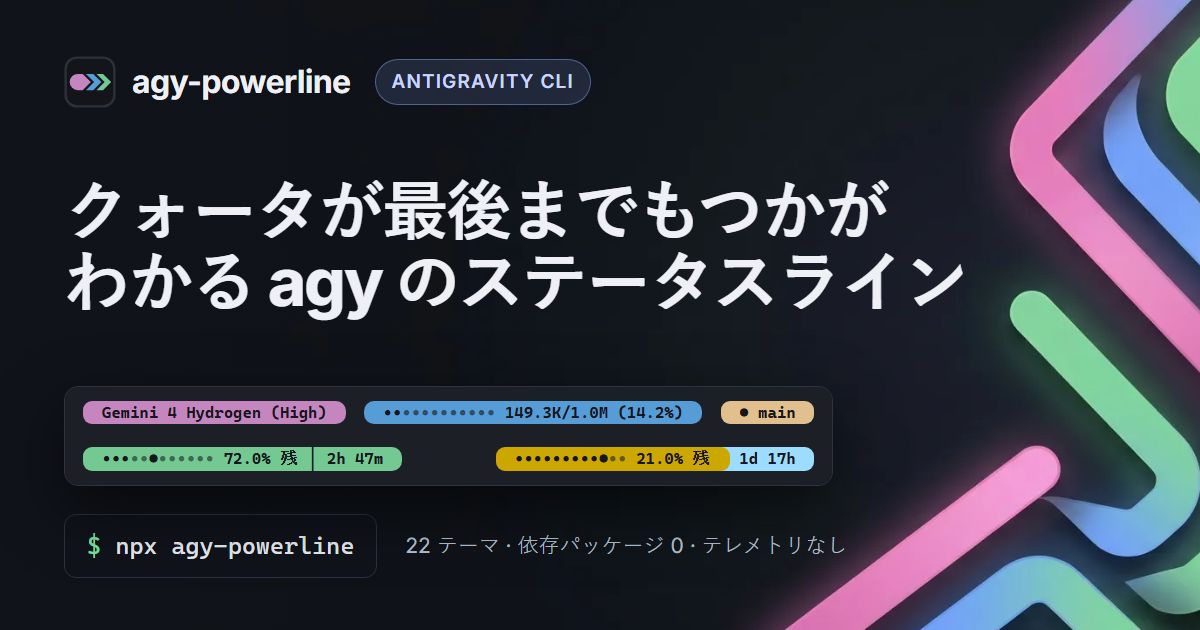 agy-powerline ANTIGRAVITY CLI
クォータが最後までもつかが
わかる agy のステータスライン
Gemini 4 Hydrogen (High) 149.3K/1.0M (14.2%) ● main
72.0% 残 2h 47m 21.0% 残 1d 17h
$ npx agy-powerline 22 テーマ · 依存パッケージ 0 · テレメトリなし